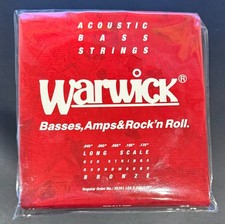 ACOUSTIC
BASS
STRINGS
Warwick®
Basses,Amps&Rock'n Roll.
LONG SCALE
RED STRINGS
BRONZE